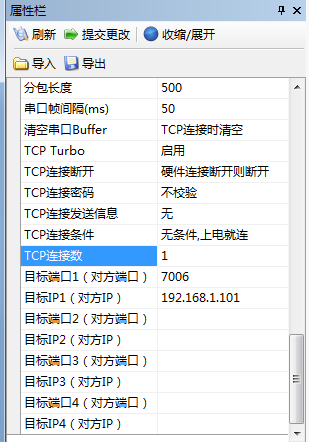 属性栏
刷新 提交更改 收缩/展开
导入 导出
分包长度 500
串口帧间隔(ms) 50
清空串口Buffer TCP连接时清空
TCP Turbo 启用
TCP连接断开 硬件连接断开则断开
TCP连接密码 不校验
TCP连接发送信息 无
TCP连接条件 无条件,上电就连
TCP连接数 1
目标端口1（对方端口） 7006
目标IP1（对方IP） 192.168.1.101
目标端口2（对方端口）
目标IP2（对方IP）
目标端口3（对方端口）
目标IP3（对方IP）
目标端口4（对方端口）
目标IP4（对方IP）